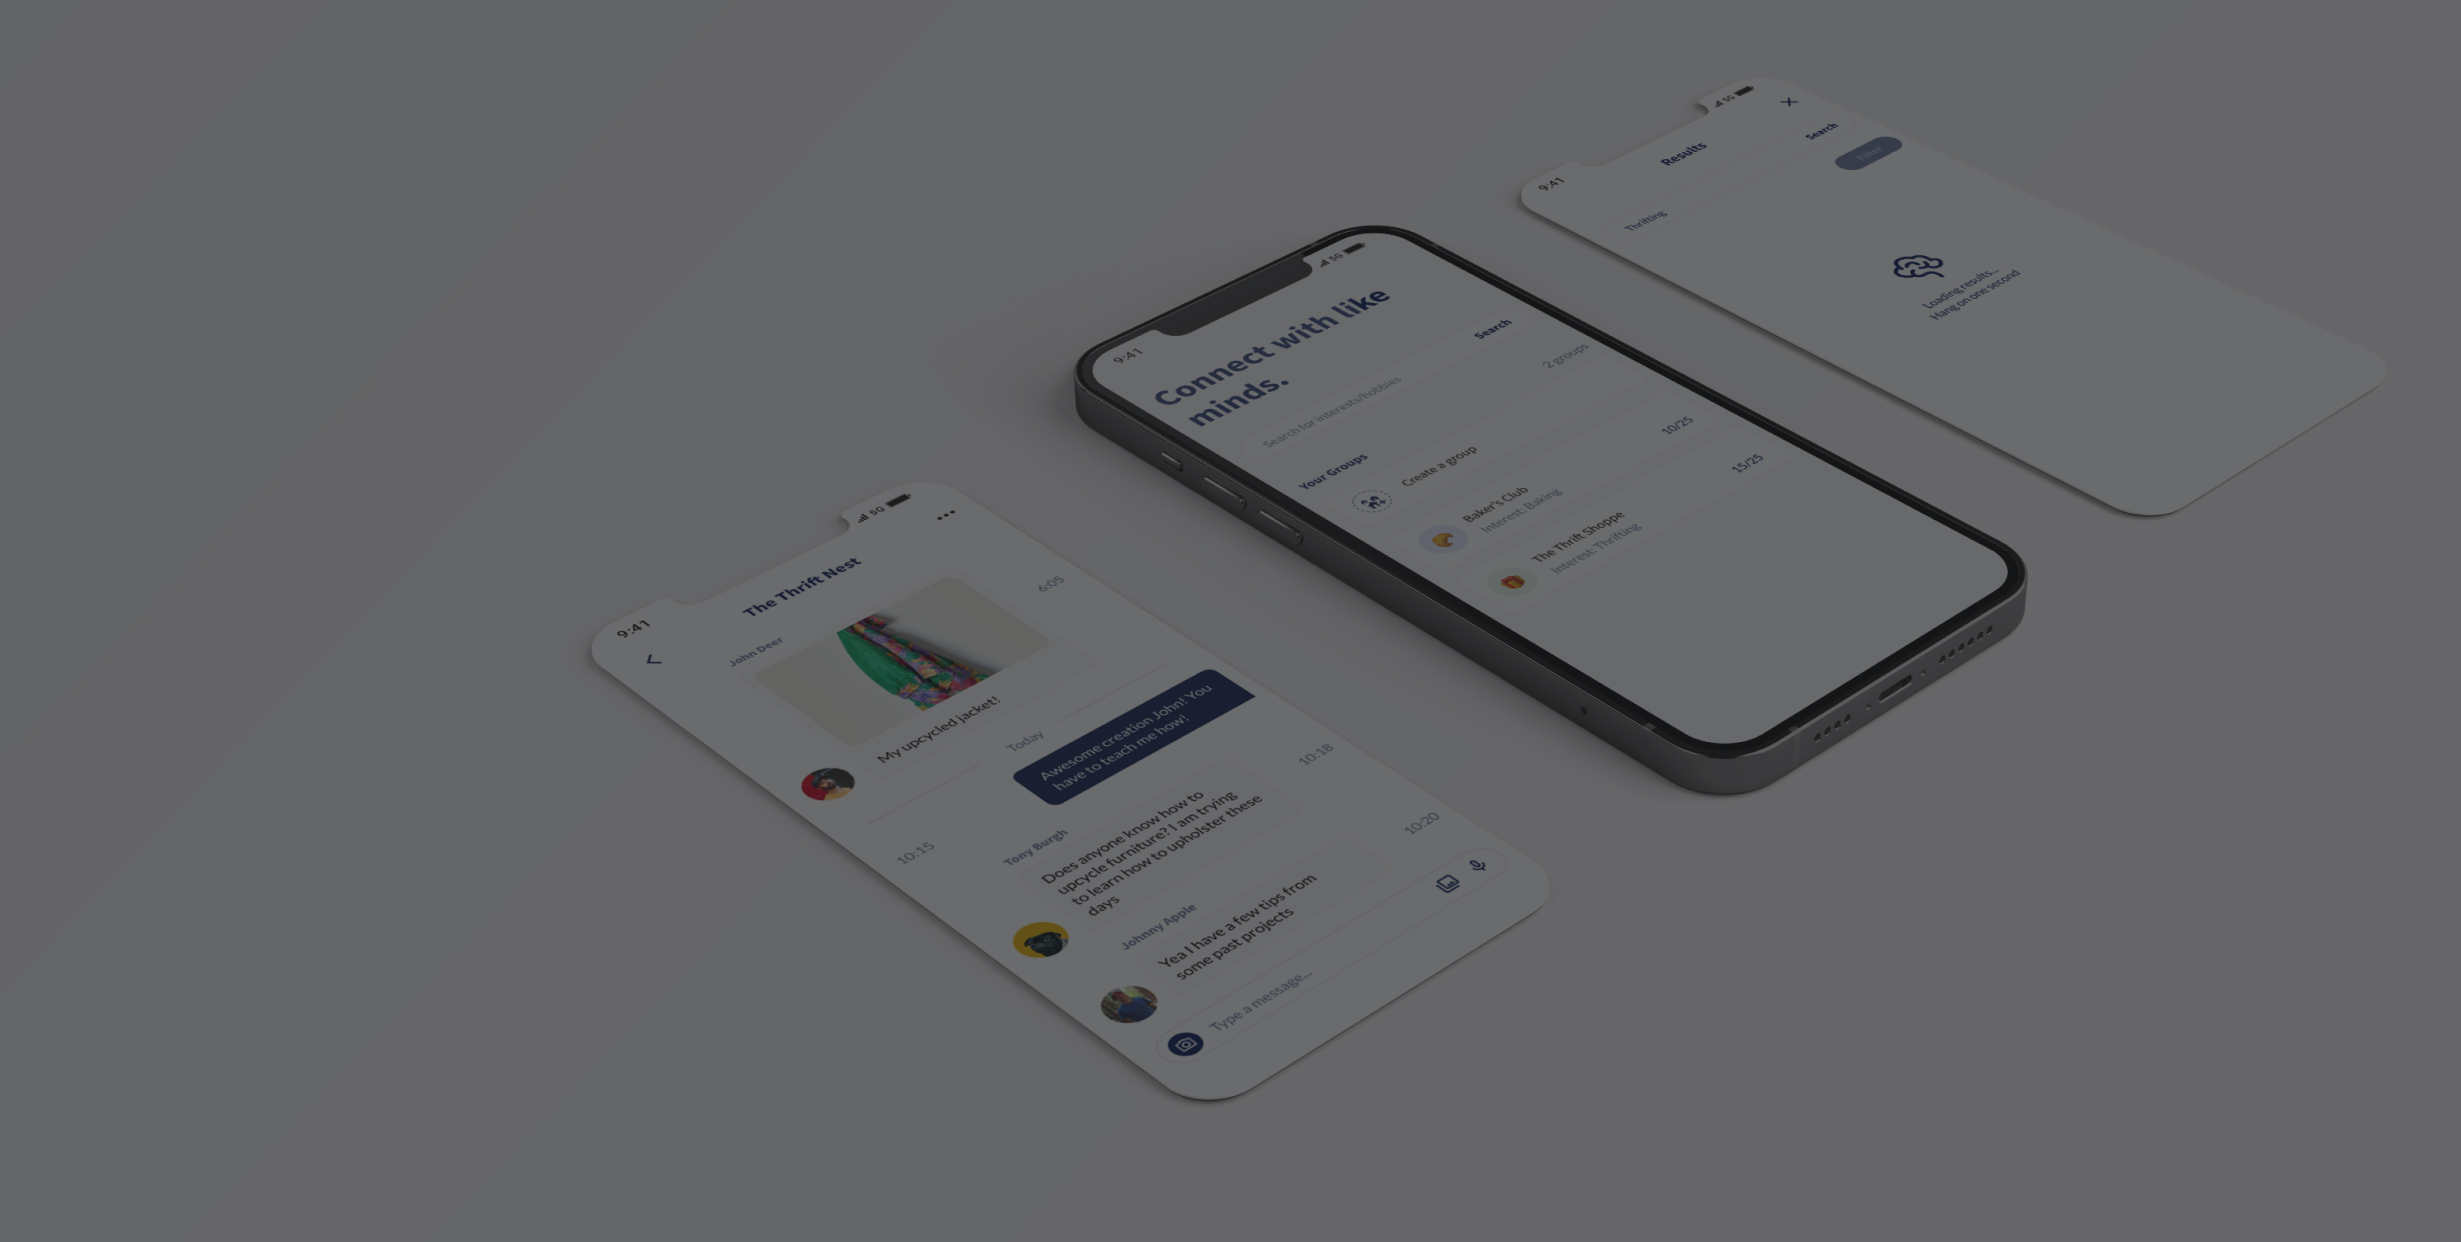 9:41
5G
The Thrift Nest
John Deer
6:05
My upcycled jacket!
Today
Awesome creation John! You
have to teach me how!
10:15
Tony Burgh
10:18
Does anyone know how to
upcycle furniture? I am trying
to learn how to upholster these
days
Johnny Apple
10:20
Yea I have a few tips from
some past projects
Type a message...
9:41
5G
Connect with like
minds.
Search for interests/hobbies
Search
Your Groups
2 groups
Create a group
Baker's Club
Interest: Baking
10/25
The Thrift Shoppe
Interest: Thrifting
15/25
9:41
5G
Results
Thrifting
Search
Filter
Loading results...
Hang on one second